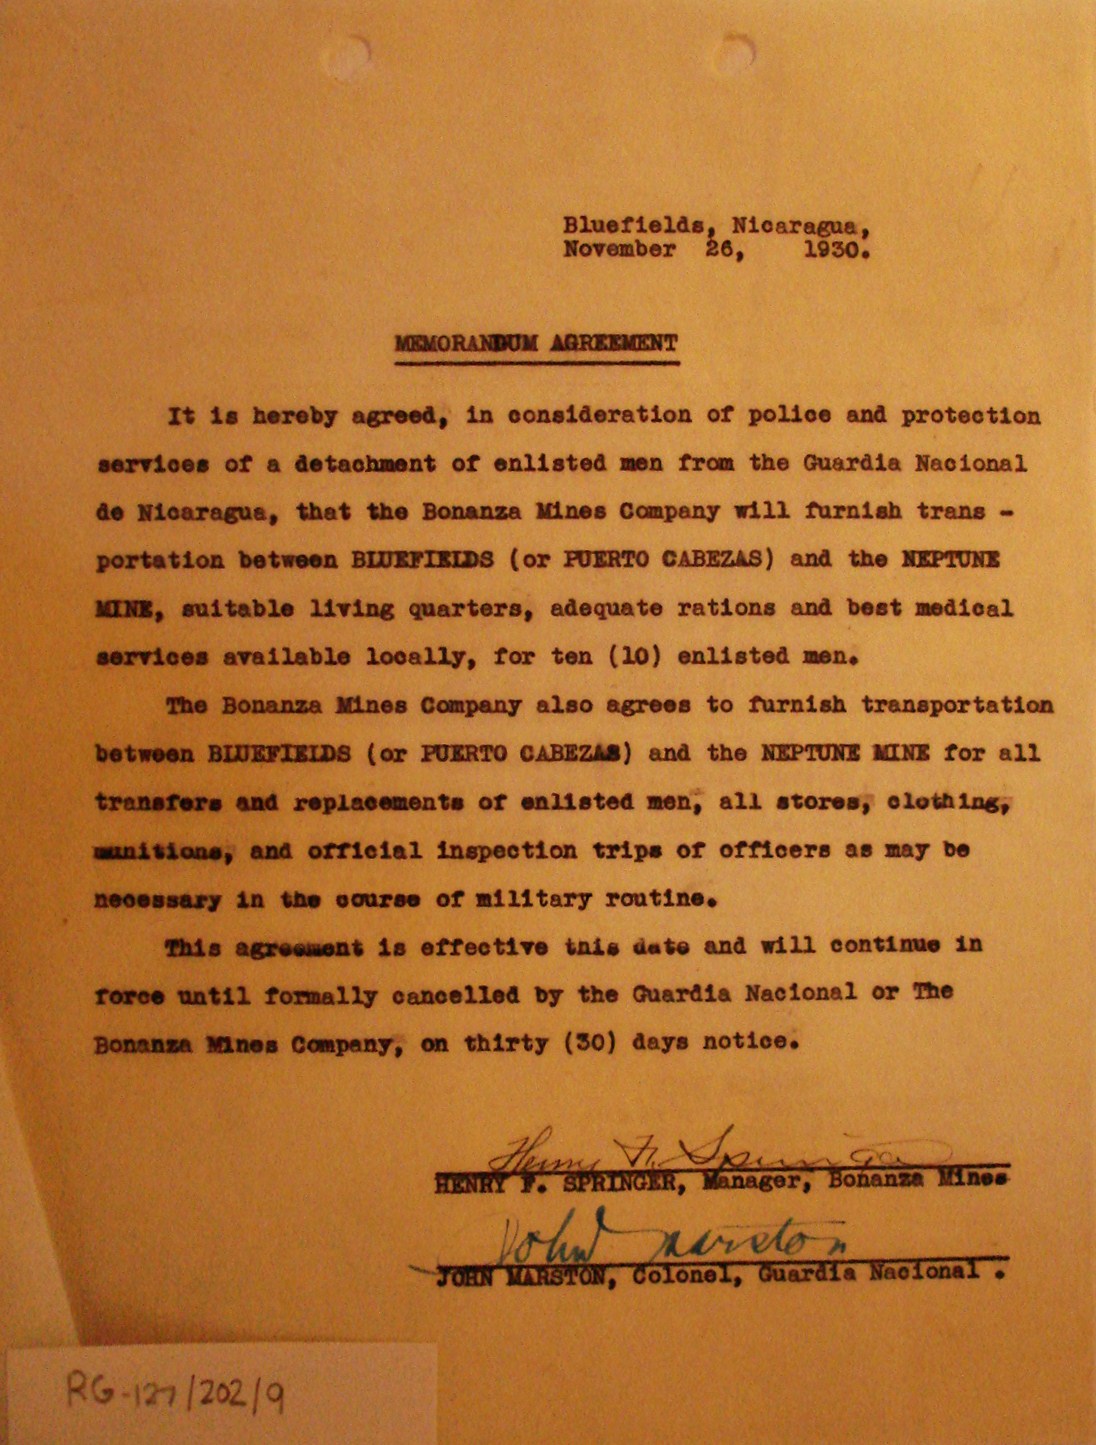 Bluefields, Nicaragua,
November 26, 1930.
MEMORANDUM AGREEMENT
It is hereby agreed, in consideration of police and protection
services of a detachment of enlisted men from the Guardia Nacional
de Nicaragua, that the Bonanza Mines Company will furnish trans -
portation between BLUEFIELDS (or PUERTO CABEZAS) and the NEPTUNE
MINE, suitable living quarters, adequate rations and best medical
services available locally, for ten (10) enlisted men.
The Bonanza Mines Company also agrees to furnish transportation
between BLUEFIELDS (or PUERTO CABEZAS) and the NEPTUNE MINE for all
transfers and replacements of enlisted men, all stores, clothing,
munitions, and official inspection trips of officers as may be
necessary in the course of military routine.
This agreement is effective this date and will continue in
force until formally cancelled by the Guardia Nacional or The
Bonanza Mines Company, on thirty (30) days notice.
Henry F. Springer
HENRY F. SPRINGER, Manager, Bonanza Mines
John Marston
JOHN MARSTON, Colonel, Guardia Nacional .
RG-127/202/9